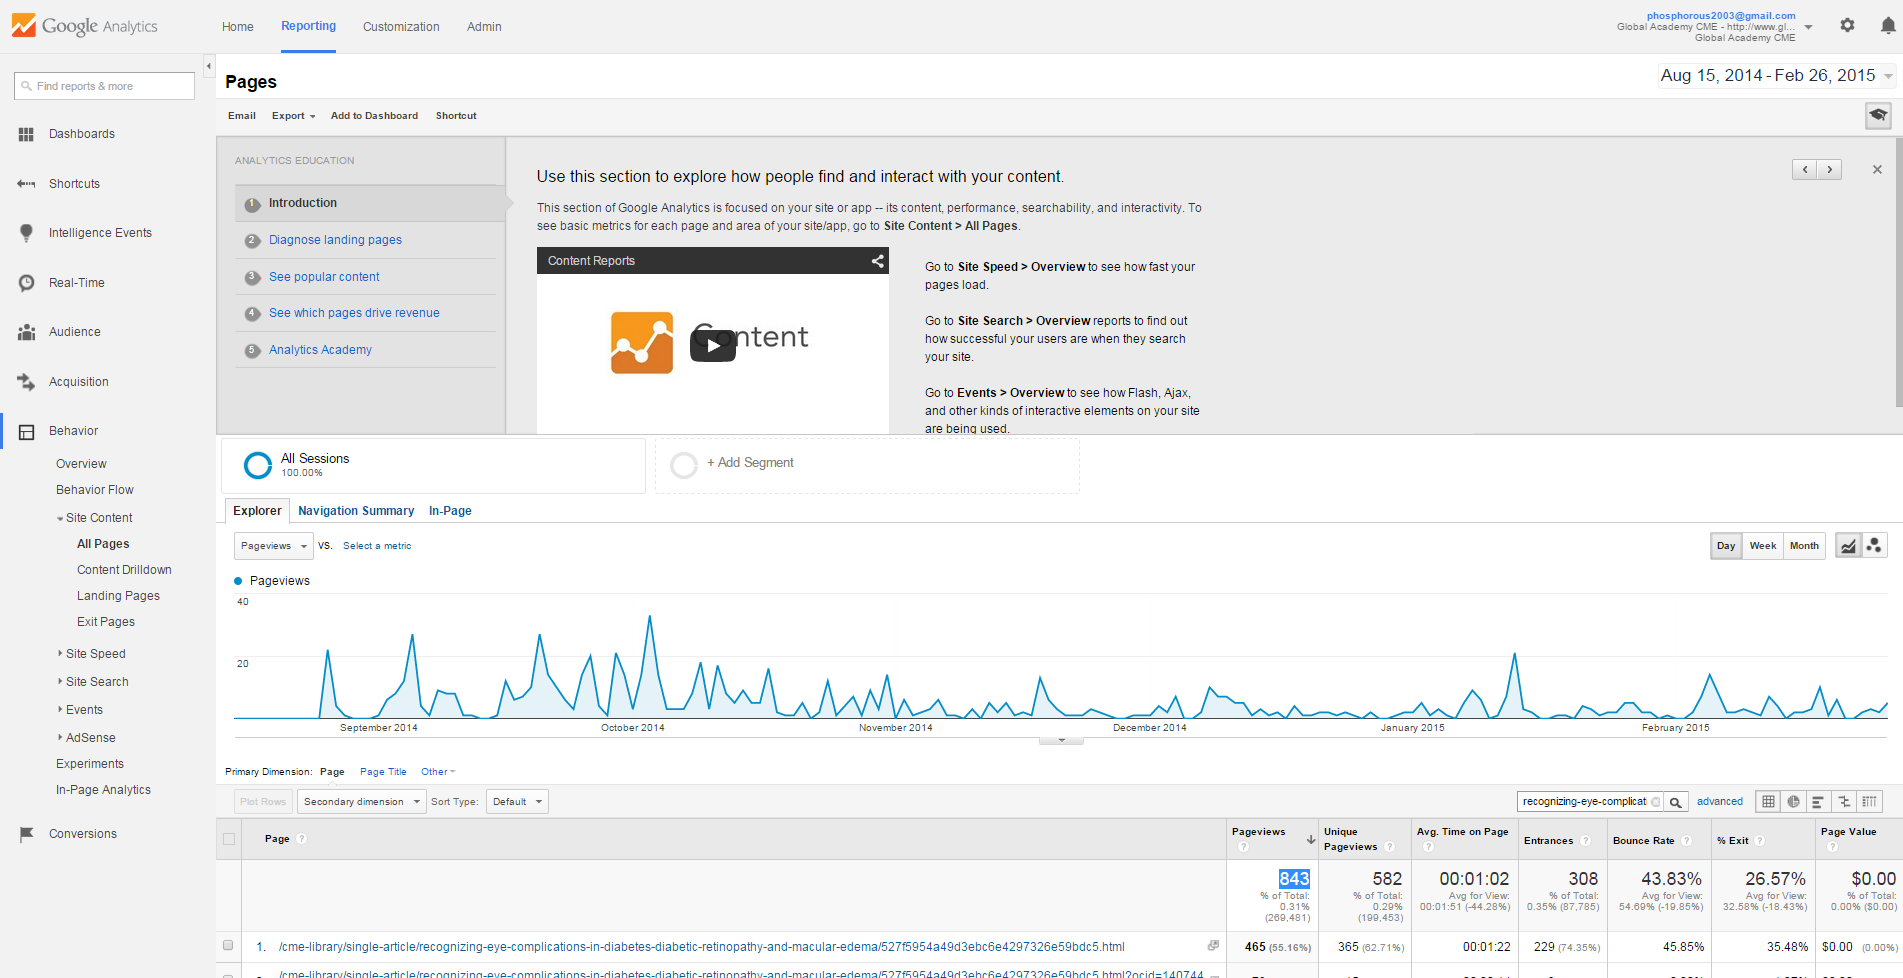 Google Analytics
Home
Reporting
Customization
Admin
phosphorous2003@gmail.com
Global Academy CME - http://www.gl...
Global Academy CME
Find reports & more
Dashboards
Shortcuts
Intelligence Events
Real-Time
Audience
Acquisition
Behavior
Overview
Behavior Flow
Site Content
All Pages
Content Drilldown
Landing Pages
Exit Pages
Site Speed
Site Search
Events
AdSense
Experiments
In-Page Analytics
Conversions
Pages
Aug 15, 2014 - Feb 26, 2015
Email
Export
Add to Dashboard
Shortcut
ANALYTICS EDUCATION
1 Introduction
2 Diagnose landing pages
3 See popular content
4 See which pages drive revenue
5 Analytics Academy
Use this section to explore how people find and interact with your content.
This section of Google Analytics is focused on your site or app -- its content, performance, searchability, and interactivity. To
see basic metrics for each page and area of your site/app, go to Site Content > All Pages.
Content Reports
Content
Go to Site Speed > Overview to see how fast your
pages load.
Go to Site Search > Overview reports to find out
how successful your users are when they search
your site.
Go to Events > Overview to see how Flash, Ajax,
and other kinds of interactive elements on your site
are being used.
All Sessions
100.00%
+ Add Segment
Explorer
Navigation Summary
In-Page
Pageviews
VS.
Select a metric
Day
Week
Month
Pageviews
40
20
September 2014
October 2014
November 2014
December 2014
January 2015
February 2015
Primary Dimension:
Page
Page Title
Other
Plot Rows
Secondary dimension
Sort Type:
Default
recognizing-eye-complicati
advanced
Page ?
Pageviews ?
Unique Pageviews ?
Avg. Time on Page ?
Entrances ?
Bounce Rate ?
% Exit ?
Page Value ?
843
% of Total:
0.31%
(269,481)
582
% of Total:
0.29%
(199,453)
00:01:02
Avg for View:
00:01:51 (-44.28%)
308
% of Total:
0.35% (87,785)
43.83%
Avg for View:
54.69% (-19.85%)
26.57%
Avg for View:
32.58% (-18.43%)
$0.00
% of Total:
0.00% ($0.00)
1. /cme-library/single-article/recognizing-eye-complications-in-diabetes-diabetic-retinopathy-and-macular-edema/527f5954a49d3ebc6e4297326e59bdc5.html
465 (55.16%)
365 (62.71%)
00:01:22
229 (74.35%)
45.85%
35.48%
$0.00 (0.00%)
/cme-library/single-article/recognizing-eye-complications-in-diabetes-diabetic-retinopathy-and-macular-edema/527f5954a49d3ebc6e4297326e59bdc5.html?ocid=140744